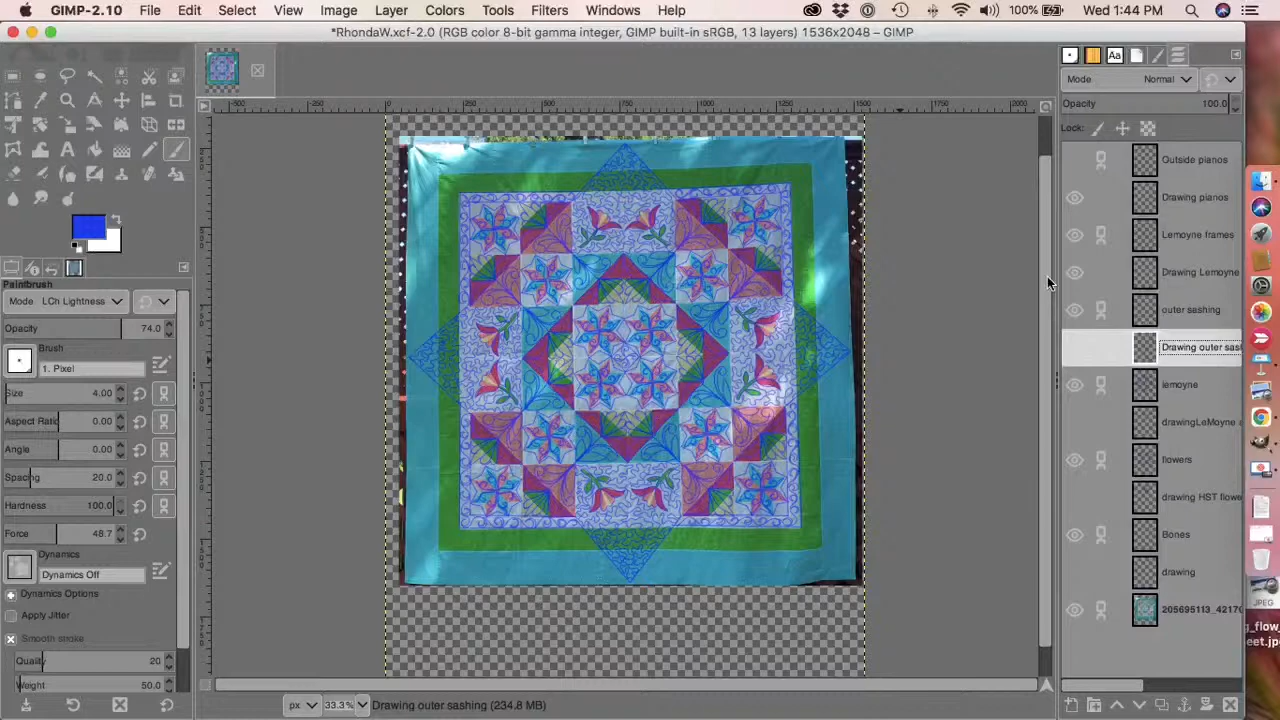 GIMP-2.10 File Edit Select View Image Layer Colors Tools Filters Windows Help 100% Wed 1:44 PM
*RhondaW.xcf-2.0 (RGB color 8-bit gamma integer, GIMP built-in sRGB, 13 layers) 1536x2048 – GIMP
Mode Normal
Opacity 100.0
Lock:
Outside pianos
Drawing pianos
Lemoyne frames
Drawing Lemoyne
outer sashing
Drawing outer sas
lemoyne
drawingLeMoyne
flowers
drawing HST flow
Bones
drawing
205695113_4217
Paintbrush
Mode LCh Lightness
Opacity 74.0
Brush
1. Pixel
Size 4.00
Aspect Ratio 0.00
Angle 0.00
Spacing 20.0
Hardness 100.0
Force 48.7
Dynamics
Dynamics Off
Dynamics Options
Apply Jitter
Smooth stroke
Quality 20
Weight 50.0
px 33.3% Drawing outer sashing (234.8 MB)
JPEG
g_flow_
eet.jpe